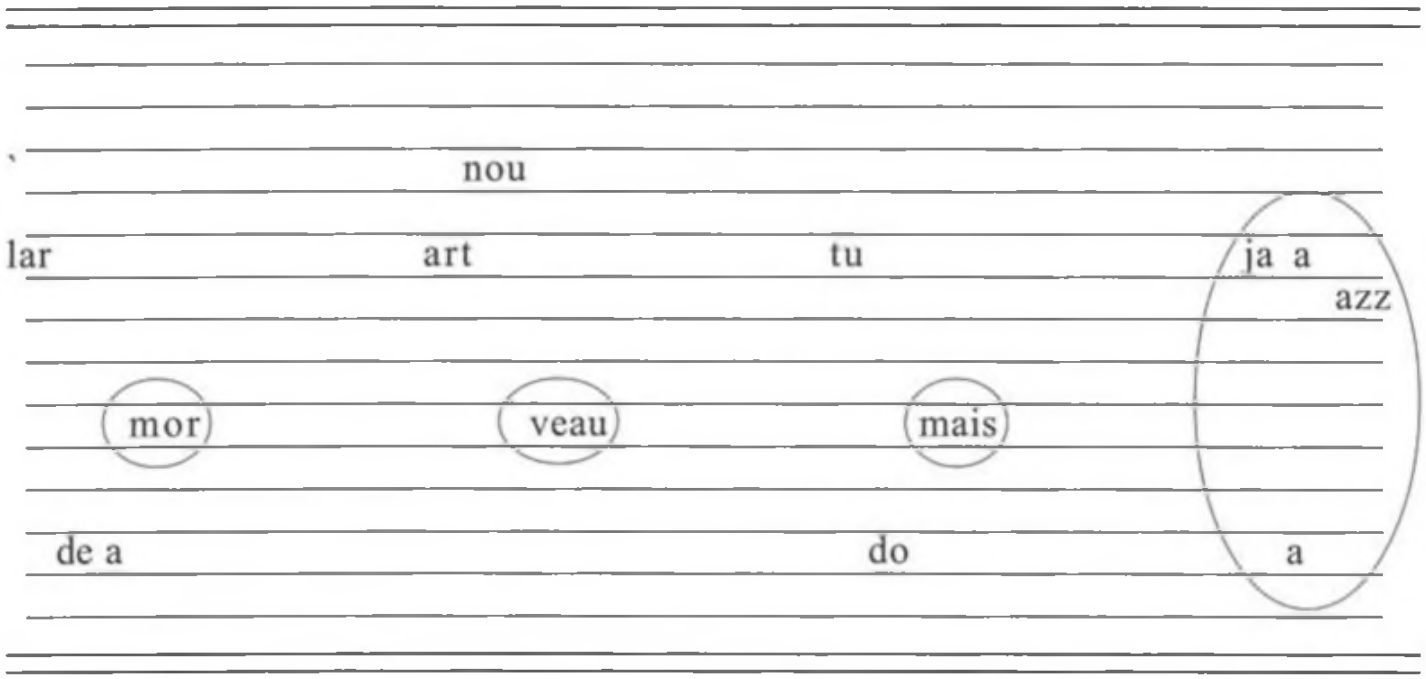 nou
lar art tu ja a
azz
mor veau mais
de a do a